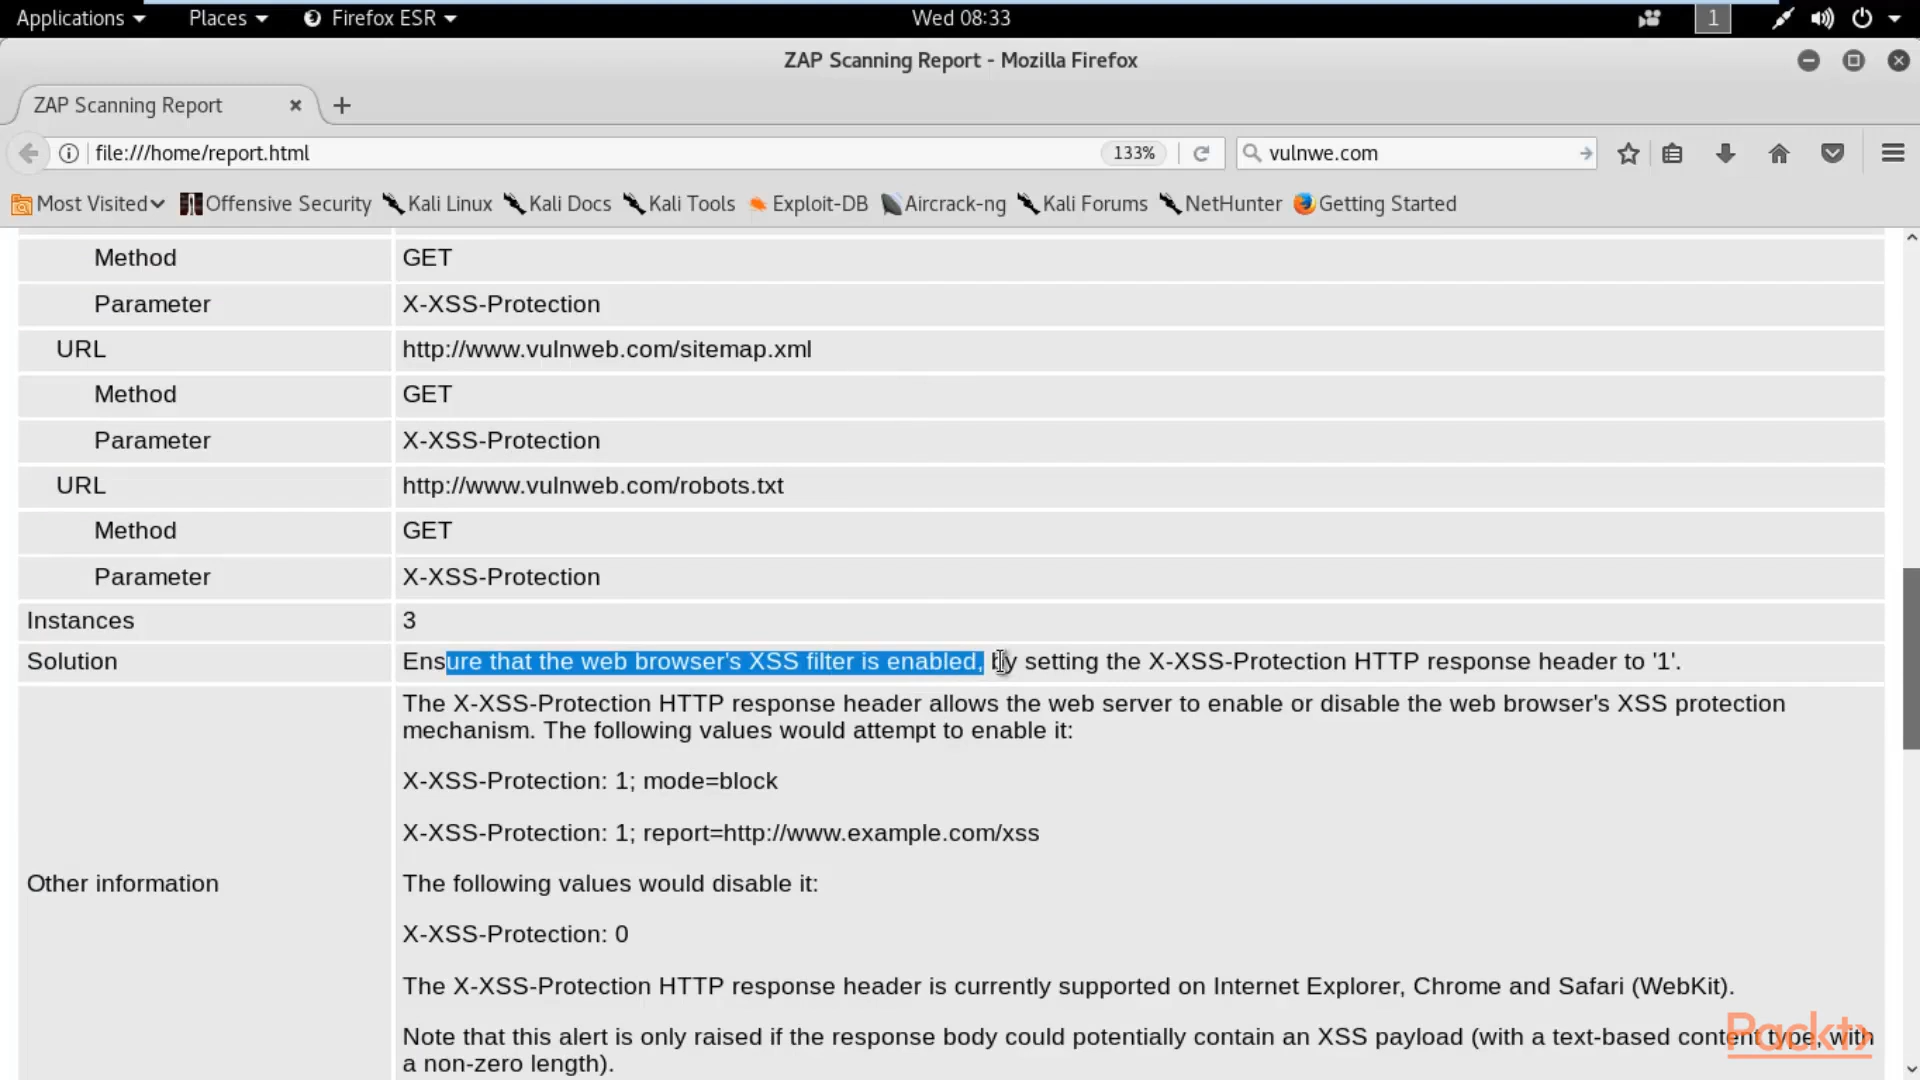 Applications Places Firefox ESR Wed 08:33 1
ZAP Scanning Report - Mozilla Firefox
ZAP Scanning Report
file:///home/report.html 133% vulnwe.com
Most Visited Offensive Security Kali Linux Kali Docs Kali Tools Exploit-DB Aircrack-ng Kali Forums NetHunter Getting Started
Method GET
Parameter X-XSS-Protection
URL http://www.vulnweb.com/sitemap.xml
Method GET
Parameter X-XSS-Protection
URL http://www.vulnweb.com/robots.txt
Method GET
Parameter X-XSS-Protection
Instances 3
Solution Ensure that the web browser's XSS filter is enabled, by setting the X-XSS-Protection HTTP response header to '1'.
The X-XSS-Protection HTTP response header allows the web server to enable or disable the web browser's XSS protection
mechanism. The following values would attempt to enable it:
X-XSS-Protection: 1; mode=block
X-XSS-Protection: 1; report=http://www.example.com/xss
Other information The following values would disable it:
X-XSS-Protection: 0
The X-XSS-Protection HTTP response header is currently supported on Internet Explorer, Chrome and Safari (WebKit).
Note that this alert is only raised if the response body could potentially contain an XSS payload (with a text-based content type, with
a non-zero length).
Packt>